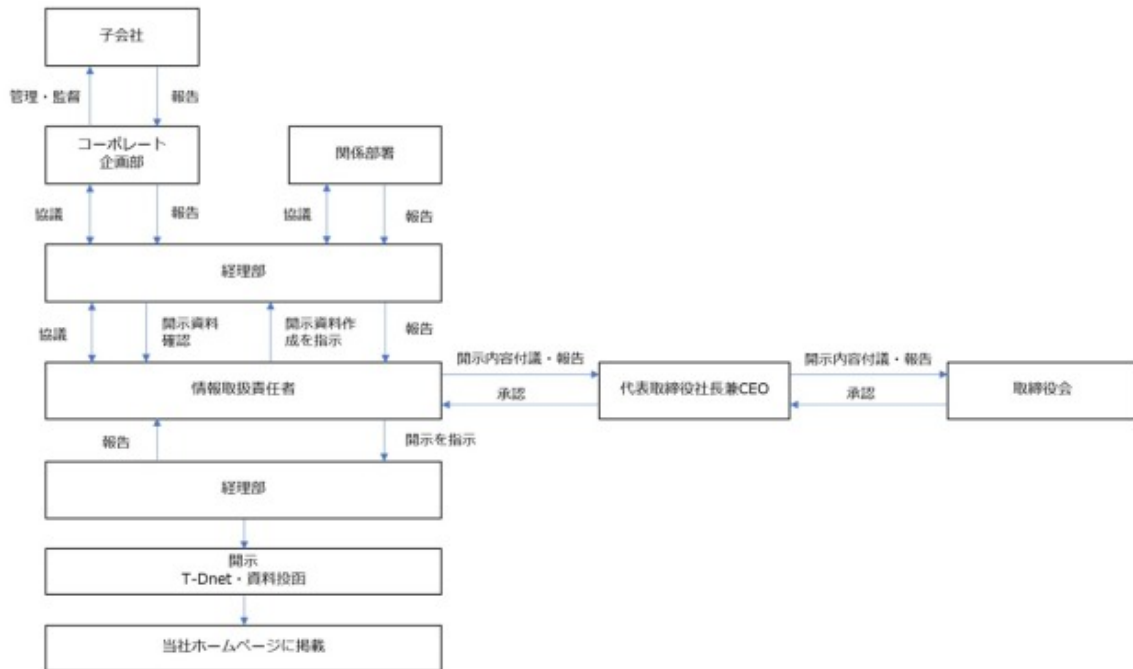 子会社
管理・監督
報告
コーポレート
企画部
関係部署
協議
報告
協議
報告
経理部
協議
開示資料
確認
開示資料作
成を指示
報告
情報取扱責任者
開示内容付議・報告
承認
代表取締役社長兼CEO
開示内容付議・報告
承認
取締役会
報告
開示を指示
経理部
開示
T-Dnet・資料投函
当社ホームページに掲載